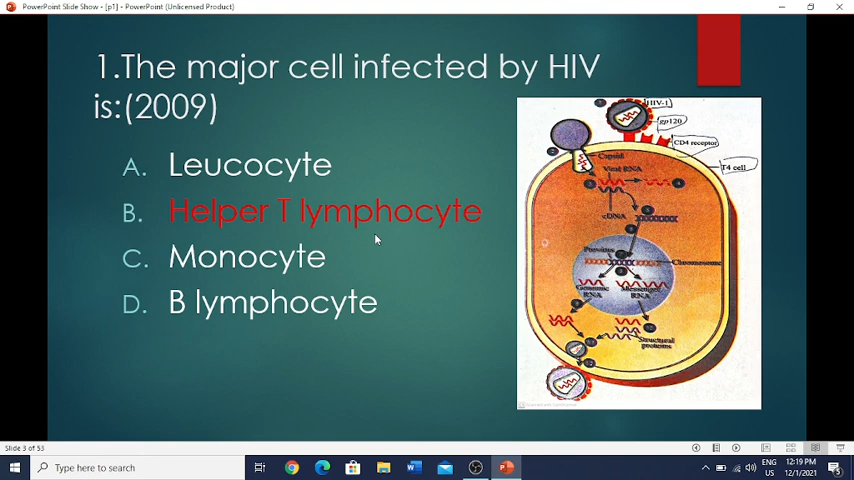 PowerPoint Slide Show - [p1] - PowerPoint (Unlicensed Product)
1.The major cell infected by HIV
is:(2009)
A. Leucocyte
B. Helper T lymphocyte
C. Monocyte
D. B lymphocyte
HIV-1
gp120
CD4 receptor
T4 cell
Capsid
Viral RNA
cDNA
Proviru
Chromosome
Genomic
RNA
Messenger
RNA
Structural
proteins
Slide 3 of 53
Type here to search
ENG
US
12:19 PM
12/1/2021